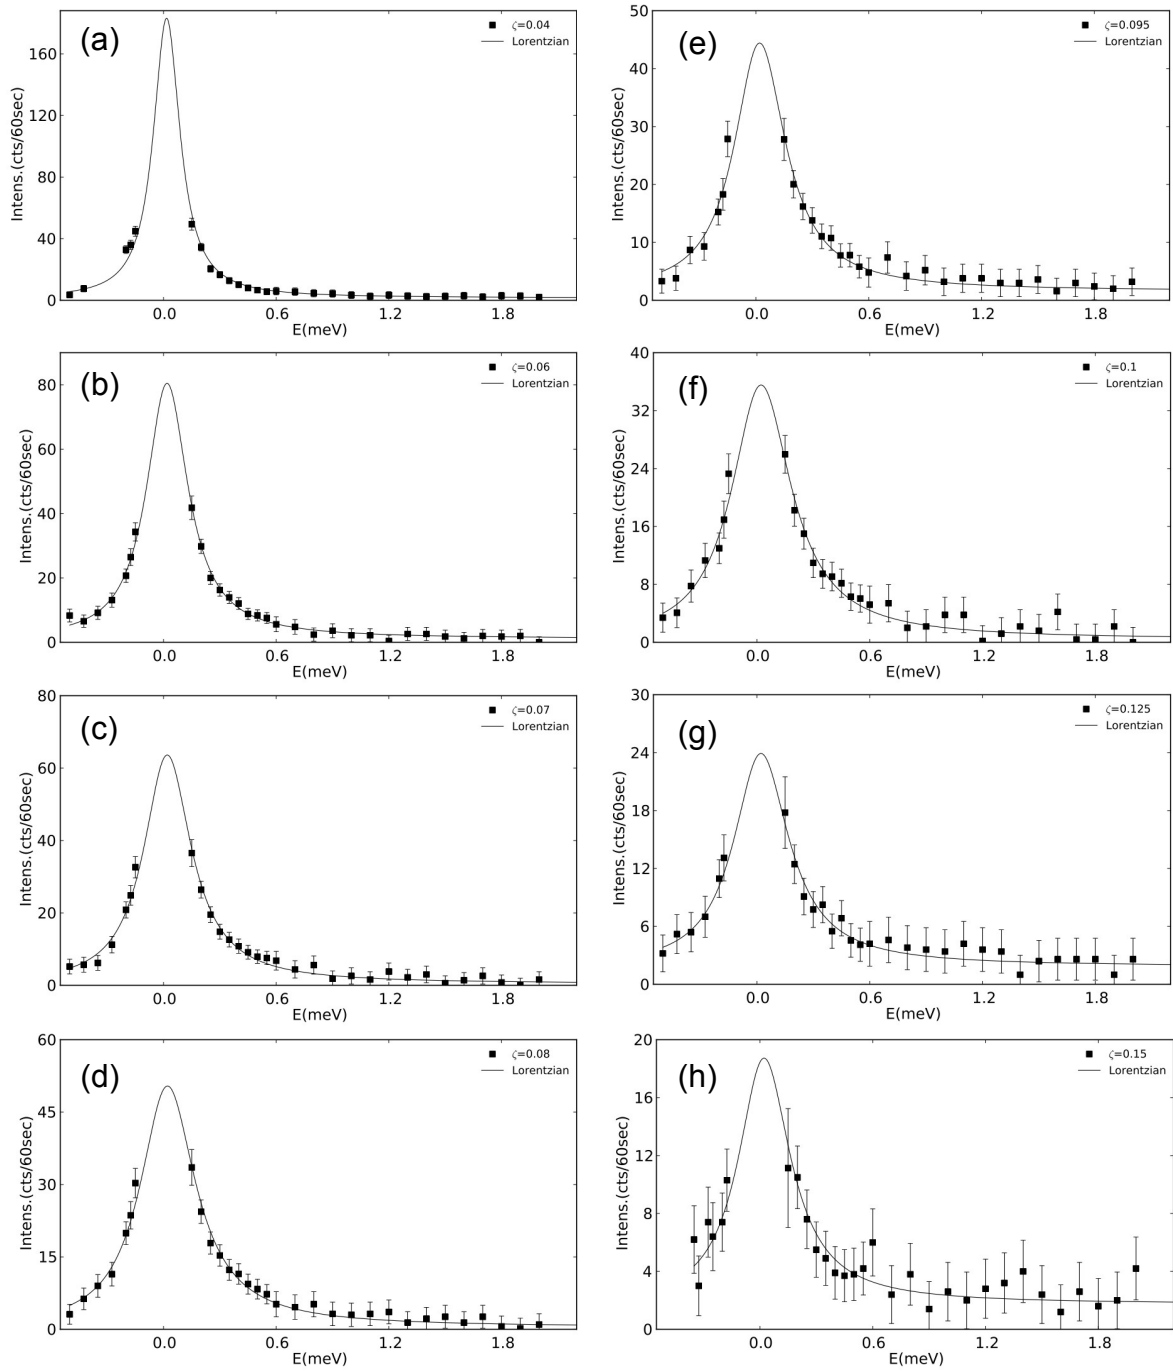 (a)
ζ=0.04
Lorentzian
Intens.(cts/60sec)
160
120
80
40
0
0.0 0.6 1.2 1.8
E(meV)
(b)
ζ=0.06
Lorentzian
Intens.(cts/60sec)
80
60
40
20
0
0.0 0.6 1.2 1.8
E(meV)
(c)
ζ=0.07
Lorentzian
Intens.(cts/60sec)
80
60
40
20
0
0.0 0.6 1.2 1.8
E(meV)
(d)
ζ=0.08
Lorentzian
Intens.(cts/60sec)
60
45
30
15
0
0.0 0.6 1.2 1.8
E(meV)
(e)
ζ=0.095
Lorentzian
Intens.(cts/60sec)
50
40
30
20
10
0
0.0 0.6 1.2 1.8
E(meV)
(f)
ζ=0.1
Lorentzian
Intens.(cts/60sec)
40
32
24
16
8
0
0.0 0.6 1.2 1.8
E(meV)
(g)
ζ=0.125
Lorentzian
Intens.(cts/60sec)
30
24
18
12
6
0
0.0 0.6 1.2 1.8
E(meV)
(h)
ζ=0.15
Lorentzian
Intens.(cts/60sec)
20
16
12
8
4
0
0.0 0.6 1.2 1.8
E(meV)